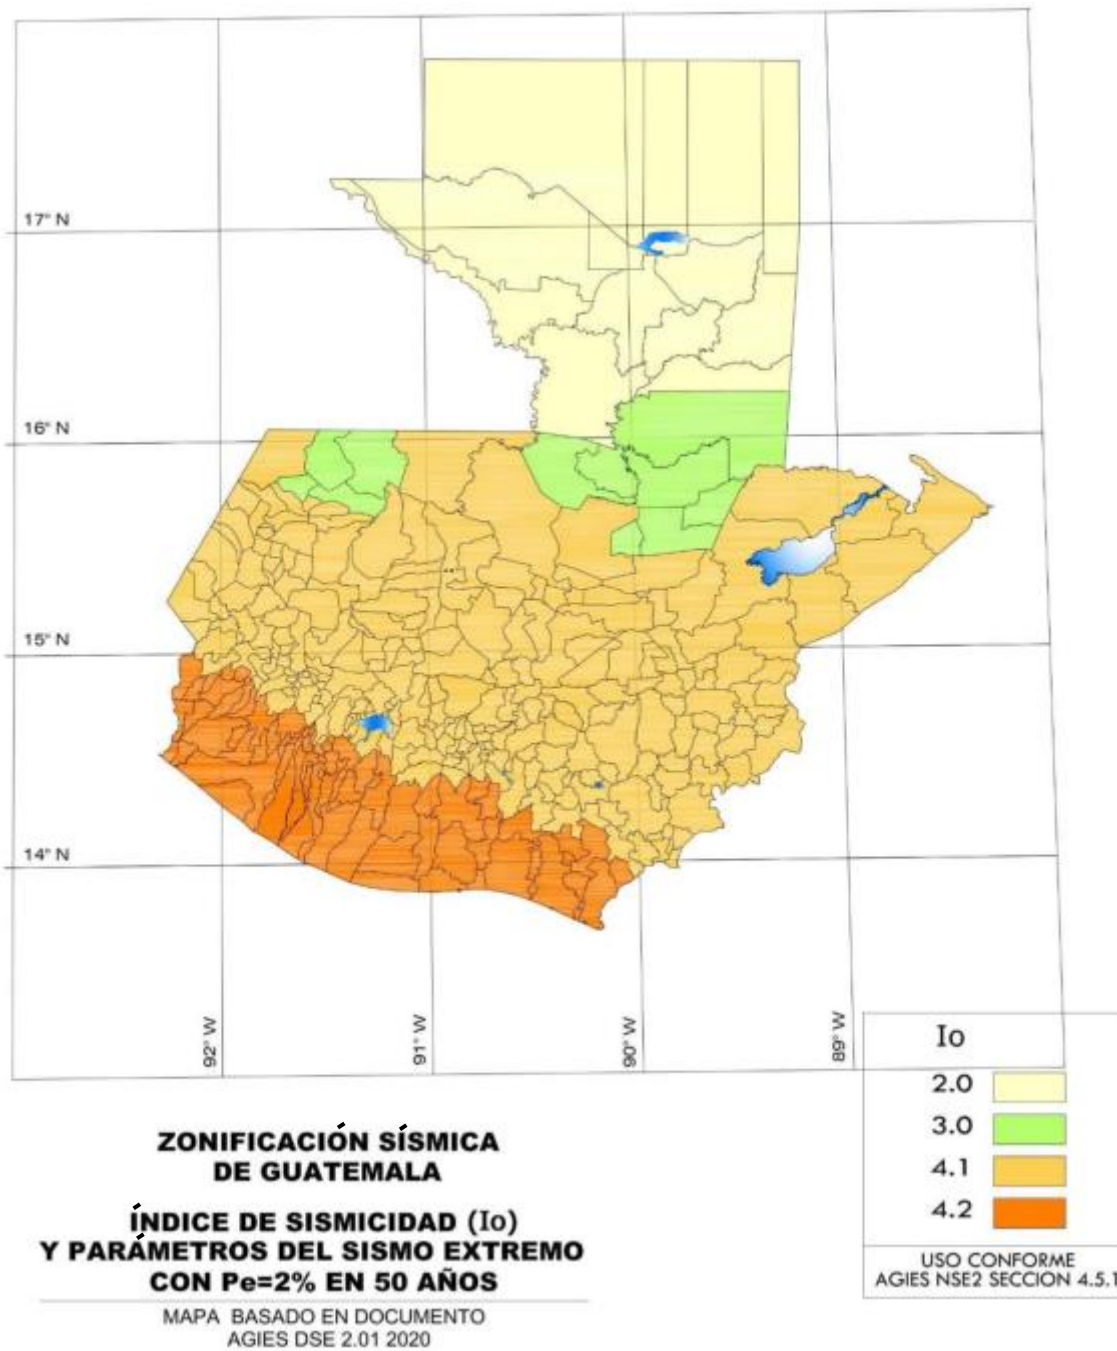 17° N
16° N
15° N
14° N
92° W
91° W
90° W
89° W
Io
2.0
3.0
4.1
4.2
USO CONFORME
AGIES NSE2 SECCION 4.5.1
ZONIFICACIÓN SÍSMICA
DE GUATEMALA
ÍNDICE DE SISMICIDAD (Io)
Y PARÁMETROS DEL SISMO EXTREMO
CON Pe=2% EN 50 AÑOS
MAPA BASADO EN DOCUMENTO
AGIES DSE 2.01 2020